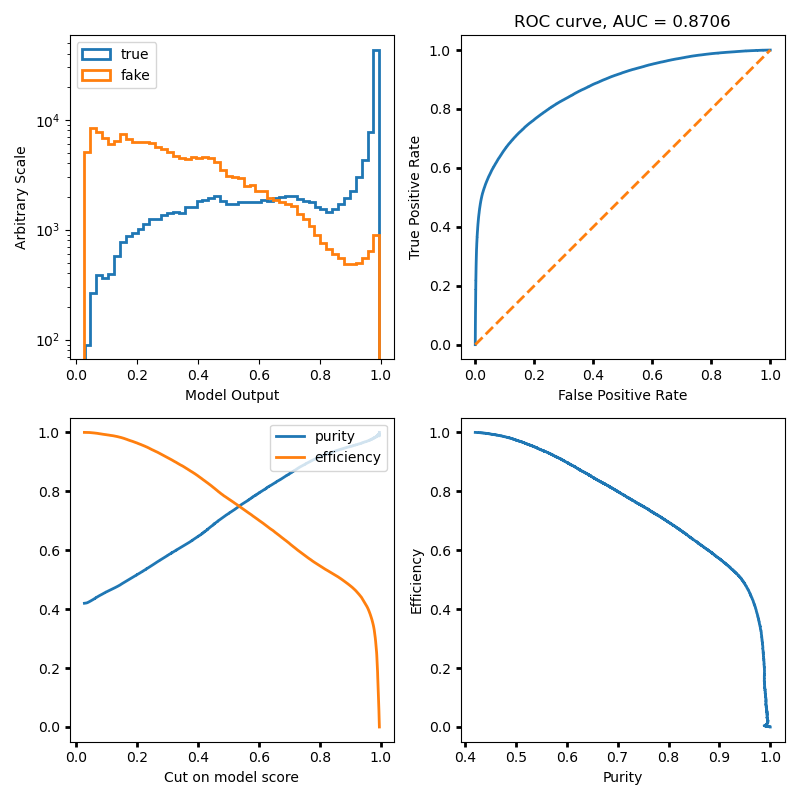 true
fake
10^4
10^3
10^2
Arbitrary Scale
0.0 0.2 0.4 0.6 0.8 1.0
Model Output
ROC curve, AUC = 0.8706
1.0
0.8
0.6
0.4
0.2
0.0
True Positive Rate
0.0 0.2 0.4 0.6 0.8 1.0
False Positive Rate
purity
efficiency
1.0
0.8
0.6
0.4
0.2
0.0
0.0 0.2 0.4 0.6 0.8 1.0
Cut on model score
1.0
0.8
0.6
0.4
0.2
0.0
Efficiency
0.4 0.5 0.6 0.7 0.8 0.9 1.0
Purity